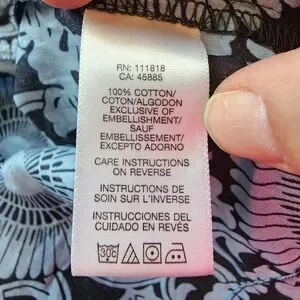 RN: 111818
CA: 45885
100% COTTON/
COTON/ALGODON
EXCLUSIVE OF
EMBELLISHMENT/
SAUF
EMBELLISSEMENT/
EXCEPTO ADORNO
CARE INSTRUCTIONS
ON REVERSE
INSTRUCTIONS DE
SOIN SUR L'INVERSE
INSTRUCCIONES DEL
CUIDADO EN REVÉS
30C